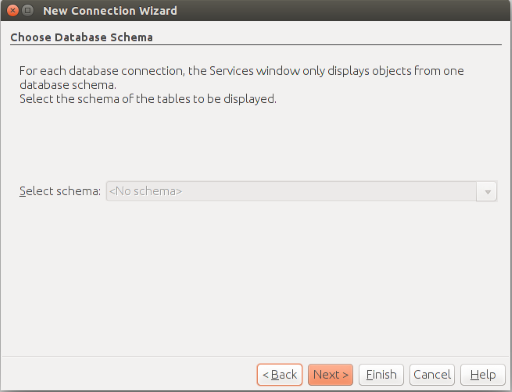 New Connection Wizard
Choose Database Schema
For each database connection, the Services window only displays objects from one
database schema.
Select the schema of the tables to be displayed.
Select schema: <No schema>
< Back Next > Finish Cancel Help